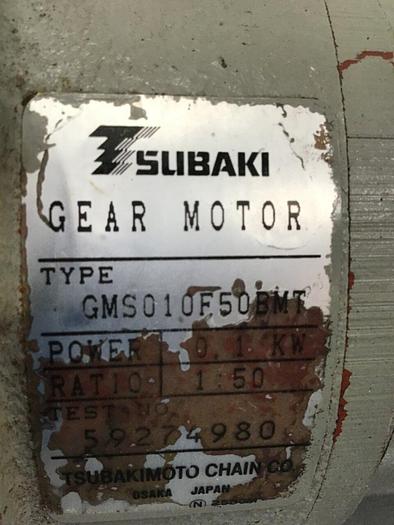 TSUBAKI
GEAR MOTOR
TYPE
GMS010F50BMT
POWER 0.1 KW
RATIO 1:50
TEST NO.
59274980
TSUBAKIMOTO CHAIN CO.
OSAKA JAPAN